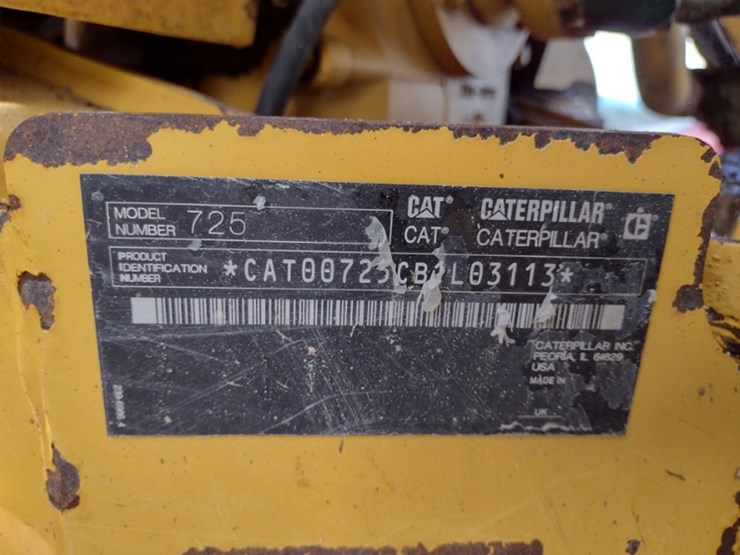 MODEL
NUMBER 725
CAT® CATERPILLAR®
CAT® CATERPILLAR®
PRODUCT
IDENTIFICATION
NUMBER
*CAT00725CB1L03113*
CATERPILLAR INC.
PEORIA, IL 61629
USA
MADE IN
UK